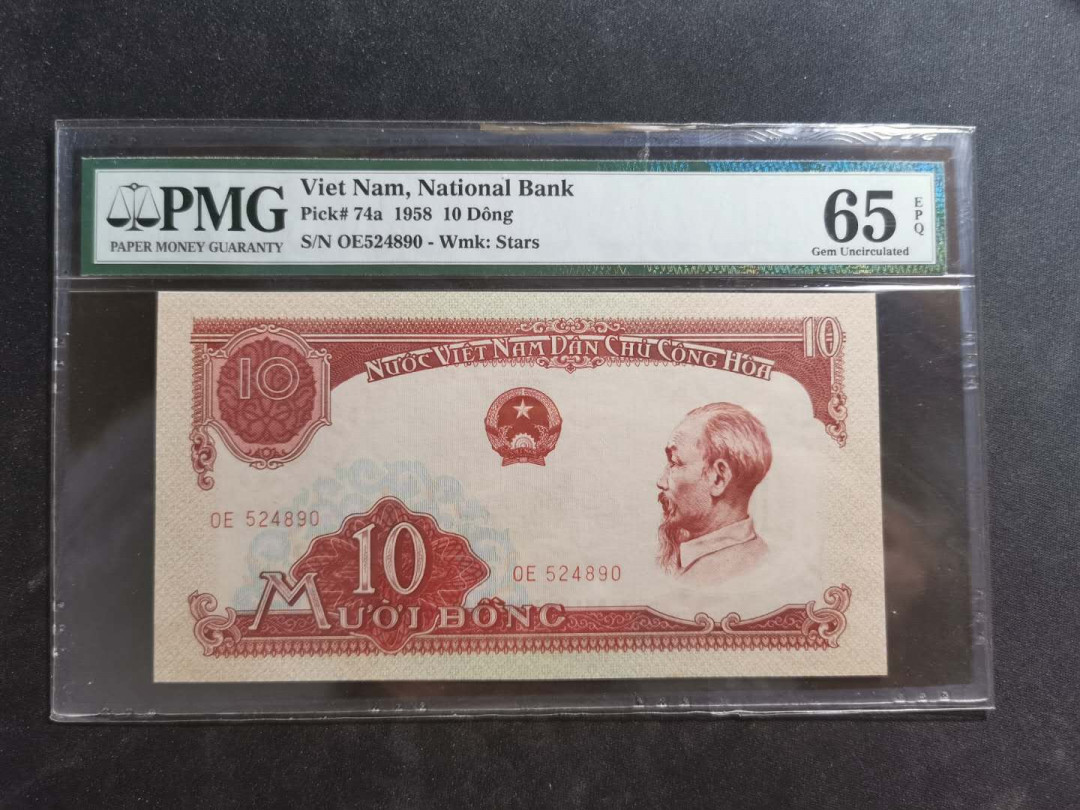 PMG
PAPER MONEY GUARANTY
Viet Nam, National Bank
Pick# 74a 1958 10 Dông
S/N OE524890 - Wmk: Stars
65 EPQ
Gem Uncirculated
10
NƯỚC VIỆT NAM DÂN CHỦ CỘNG HÒA
10
OE 524890
10
OE 524890
MƯỜI ĐỒNG